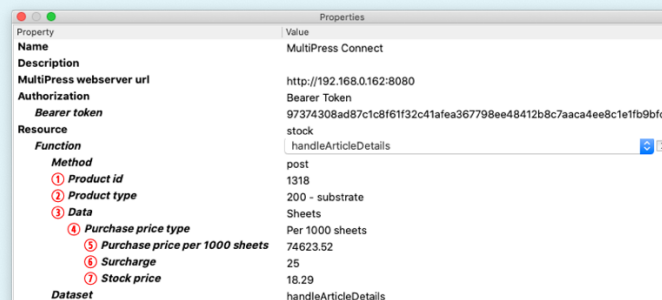 Properties
Property Value
Name MultiPress Connect
Description
MultiPress webserver url http://192.168.0.162:8080
Authorization Bearer Token
Bearer token 97374308ad87c1c8f61f32c41afea367798ee48412b8c7aaca4ee8c1e1fb9bfd
Resource stock
Function handleArticleDetails
Method post
① Product id 1318
② Product type 200 - substrate
③ Data Sheets
④ Purchase price type Per 1000 sheets
⑤ Purchase price per 1000 sheets 74623.52
⑥ Surcharge 25
⑦ Stock price 18.29
Dataset handleArticleDetails